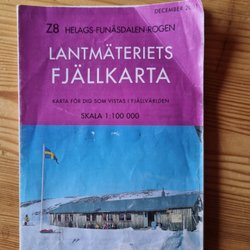 DECEMBER
Z8 HELAGS-FUNÄSDALEN-ROGEN
LANTMÄTERIETS
FJÄLLKARTA
KARTA FÖR DIG SOM VISTAS I FJÄLLVÄRLDEN
SKALA 1:100 000